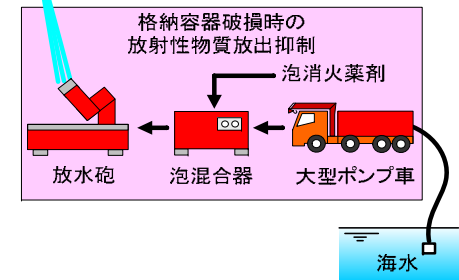 格納容器破損時の
放射性物質放出抑制
泡消火薬剤
放水砲
泡混合器
大型ポンプ車
海水